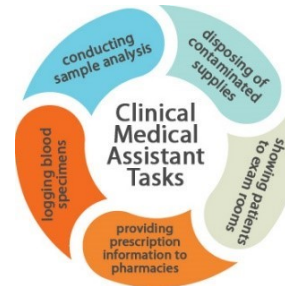 Clinical
Medical
Assistant
Tasks
conducting
sample analysis
disposing of
contaminated
supplies
showing patients
to exam rooms
providing
prescription
information to
pharmacies
logging blood
specimens